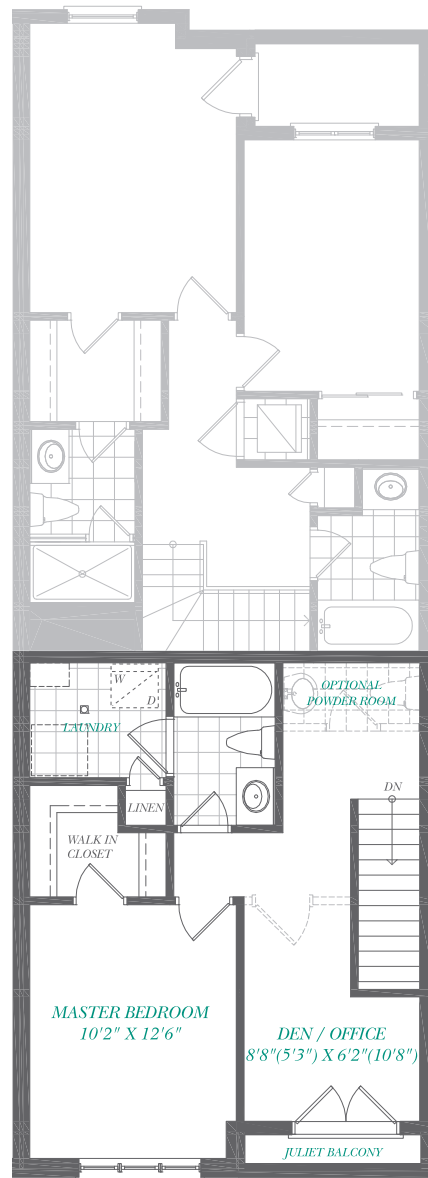 W
D
LAUNDRY
OPTIONAL
POWDER ROOM
DN
LINEN
WALK IN
CLOSET
MASTER BEDROOM
10'2" X 12'6"
DEN / OFFICE
8'8"(5'3") X 6'2"(10'8")
JULIET BALCONY